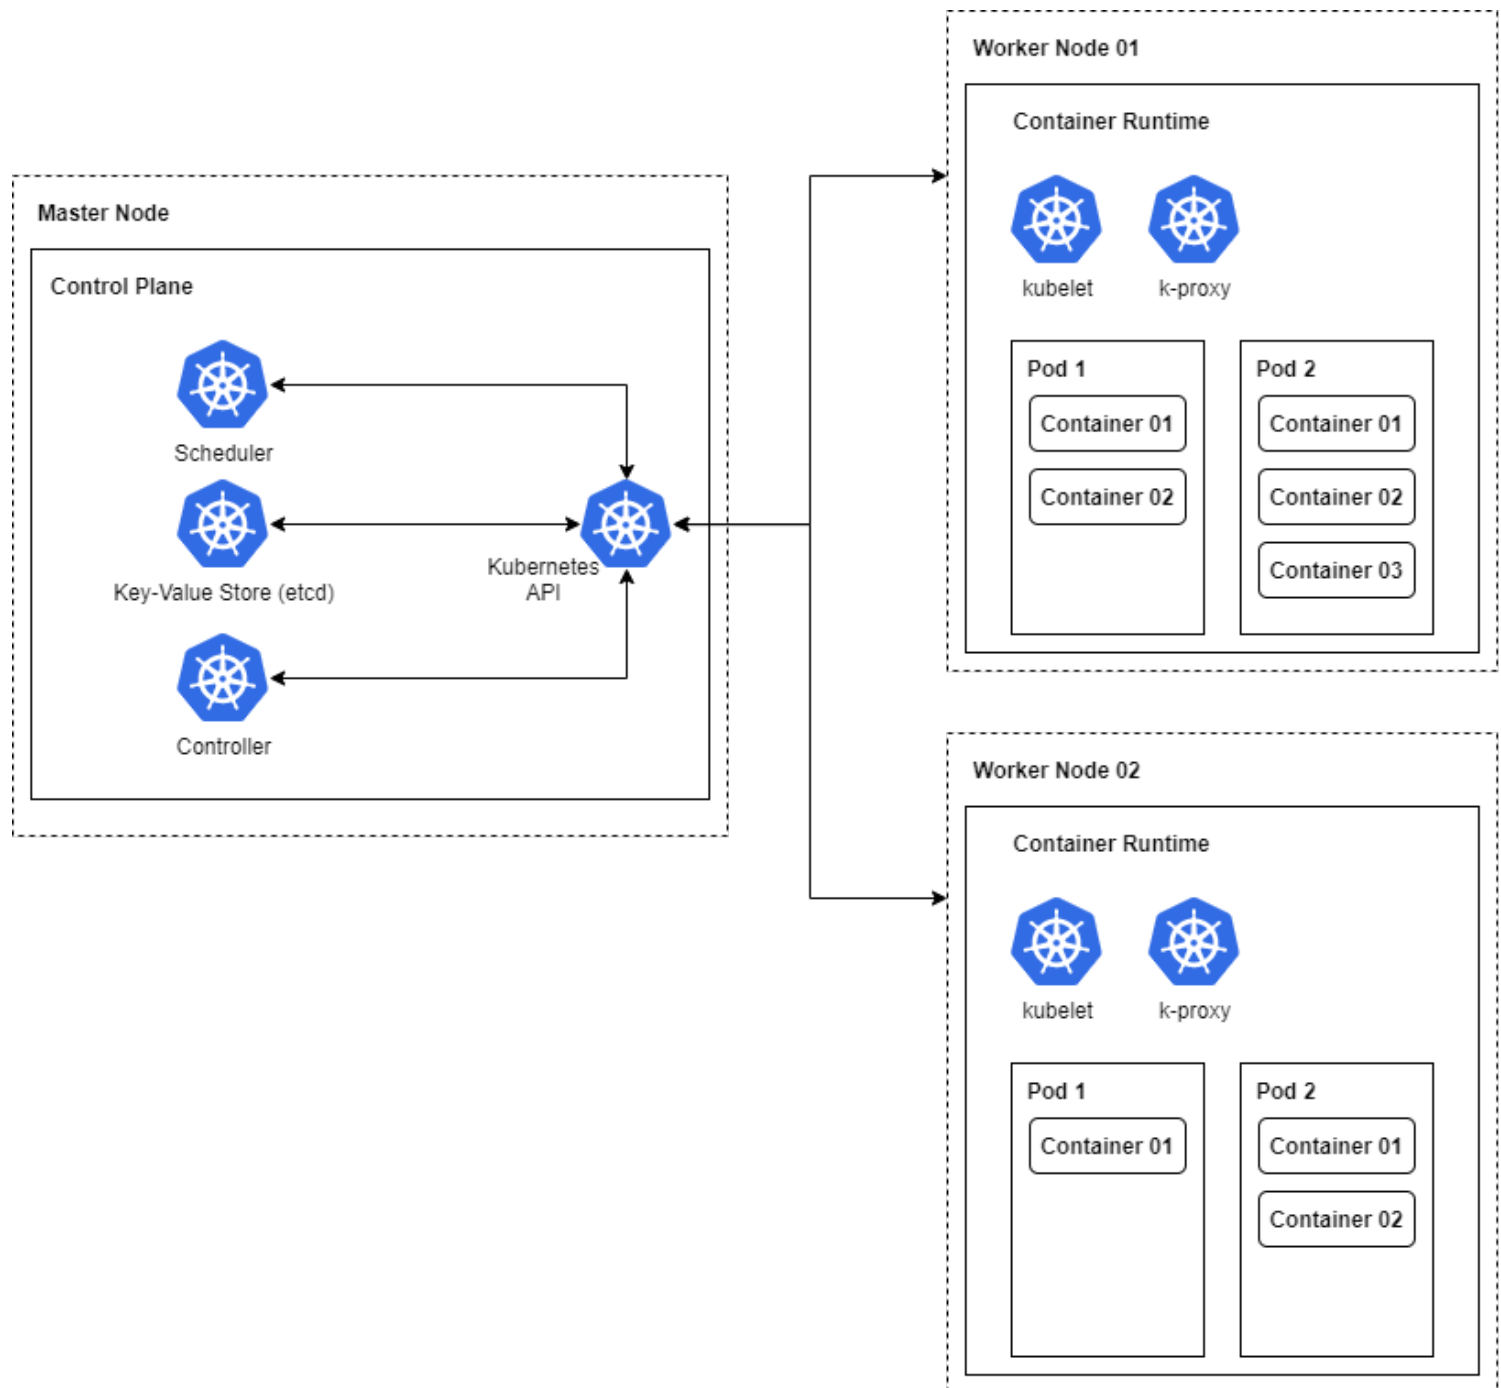 Master Node
Control Plane
Scheduler
Key-Value Store (etcd)
Controller
Kubernetes
API
Worker Node 01
Container Runtime
kubelet
k-proxy
Pod 1
Container 01
Container 02
Pod 2
Container 01
Container 02
Container 03
Worker Node 02
Container Runtime
kubelet
k-proxy
Pod 1
Container 01
Pod 2
Container 01
Container 02